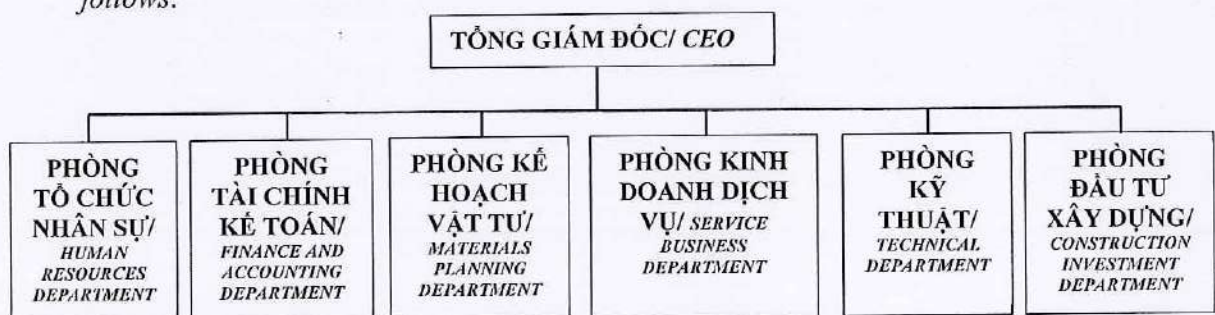 follows:
TỔNG GIÁM ĐỐC/ CEO
PHÒNG
TỔ CHỨC
NHÂN SỰ/
HUMAN
RESOURCES
DEPARTMENT
PHÒNG
TÀI CHÍNH
KẾ TOÁN/
FINANCE AND
ACCOUNTING
DEPARTMENT
PHÒNG KẾ
HOẠCH
VẬT TƯ/
MATERIALS
PLANNING
DEPARTMENT
PHÒNG KINH
DOANH DỊCH
VỤ/ SERVICE
BUSINESS
DEPARTMENT
PHÒNG
KỸ
THUẬT/
TECHNICAL
DEPARTMENT
PHÒNG
ĐẦU TƯ
XÂY DỰNG/
CONSTRUCTION
INVESTMENT
DEPARTMENT